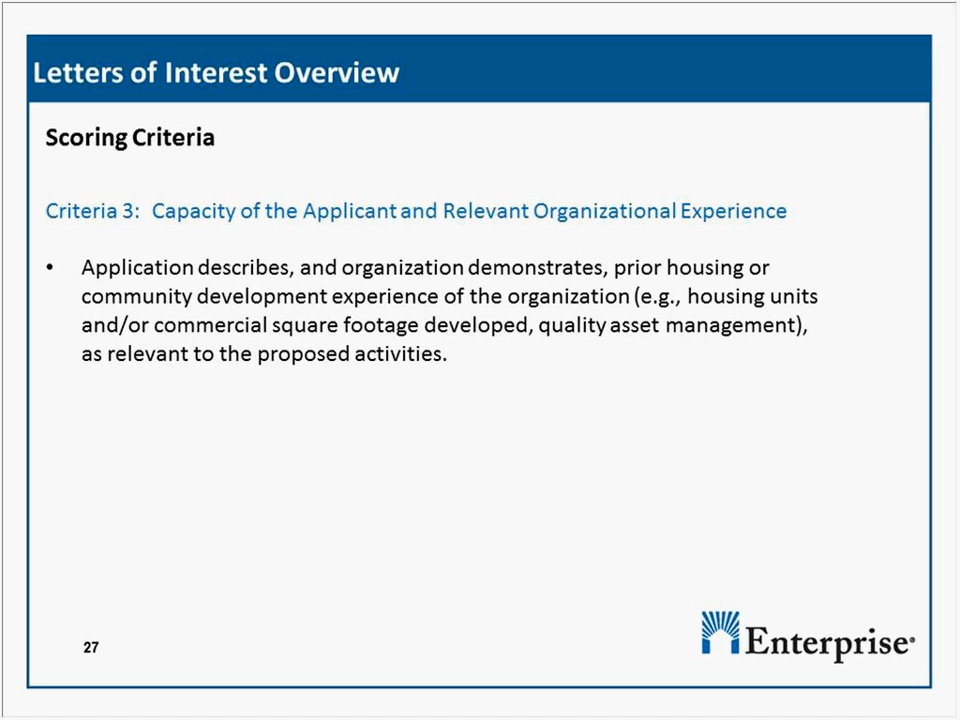 Letters of Interest Overview
Scoring Criteria
Criteria 3: Capacity of the Applicant and Relevant Organizational Experience
• Application describes, and organization demonstrates, prior housing or
community development experience of the organization (e.g., housing units
and/or commercial square footage developed, quality asset management),
as relevant to the proposed activities.
27
Enterprise®